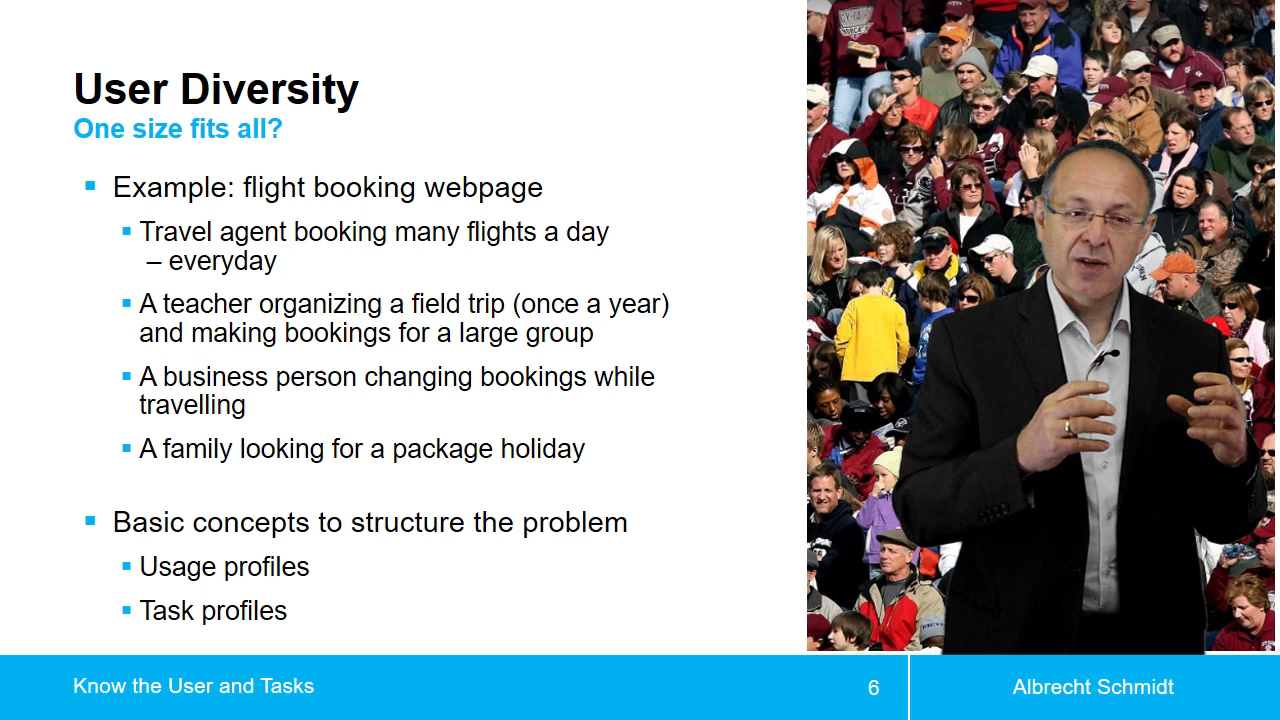 User Diversity
One size fits all?
Example: flight booking webpage
Travel agent booking many flights a day
– everyday
A teacher organizing a field trip (once a year)
and making bookings for a large group
A business person changing bookings while
travelling
A family looking for a package holiday
Basic concepts to structure the problem
Usage profiles
Task profiles
Know the User and Tasks
6
Albrecht Schmidt